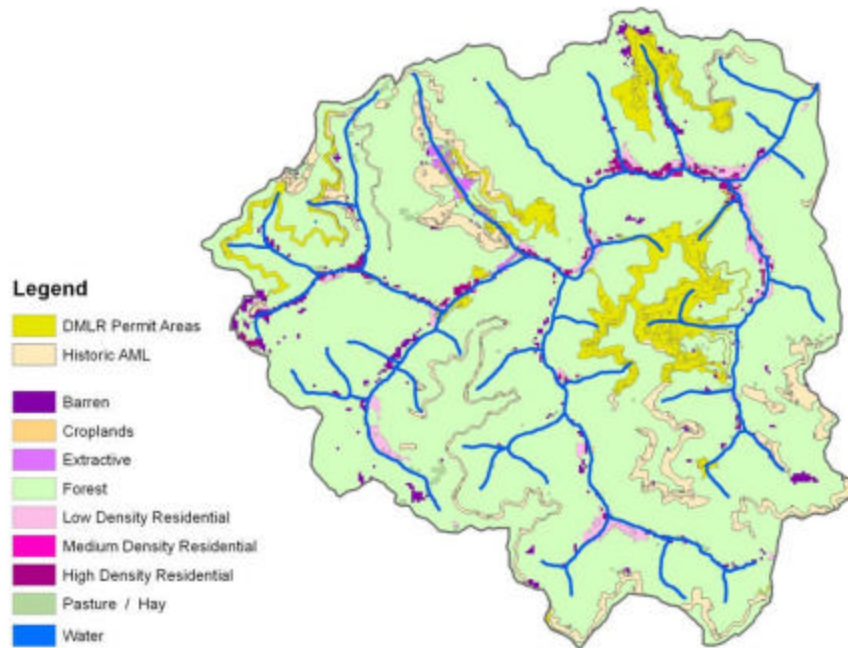 Legend
DMLR Permit Areas
Historic AML
Barren
Croplands
Extractive
Forest
Low Density Residential
Medium Density Residential
High Density Residential
Pasture / Hay
Water